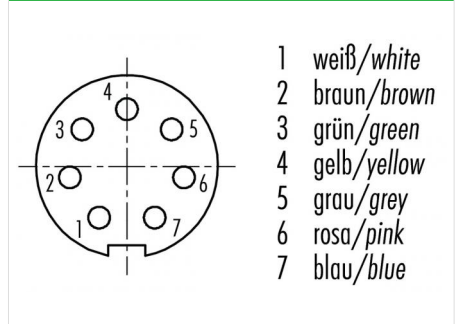 4
3
5
2
6
1
7
1 weiß/white
2 braun/brown
3 grün/green
4 gelb/yellow
5 grau/grey
6 rosa/pink
7 blau/blue